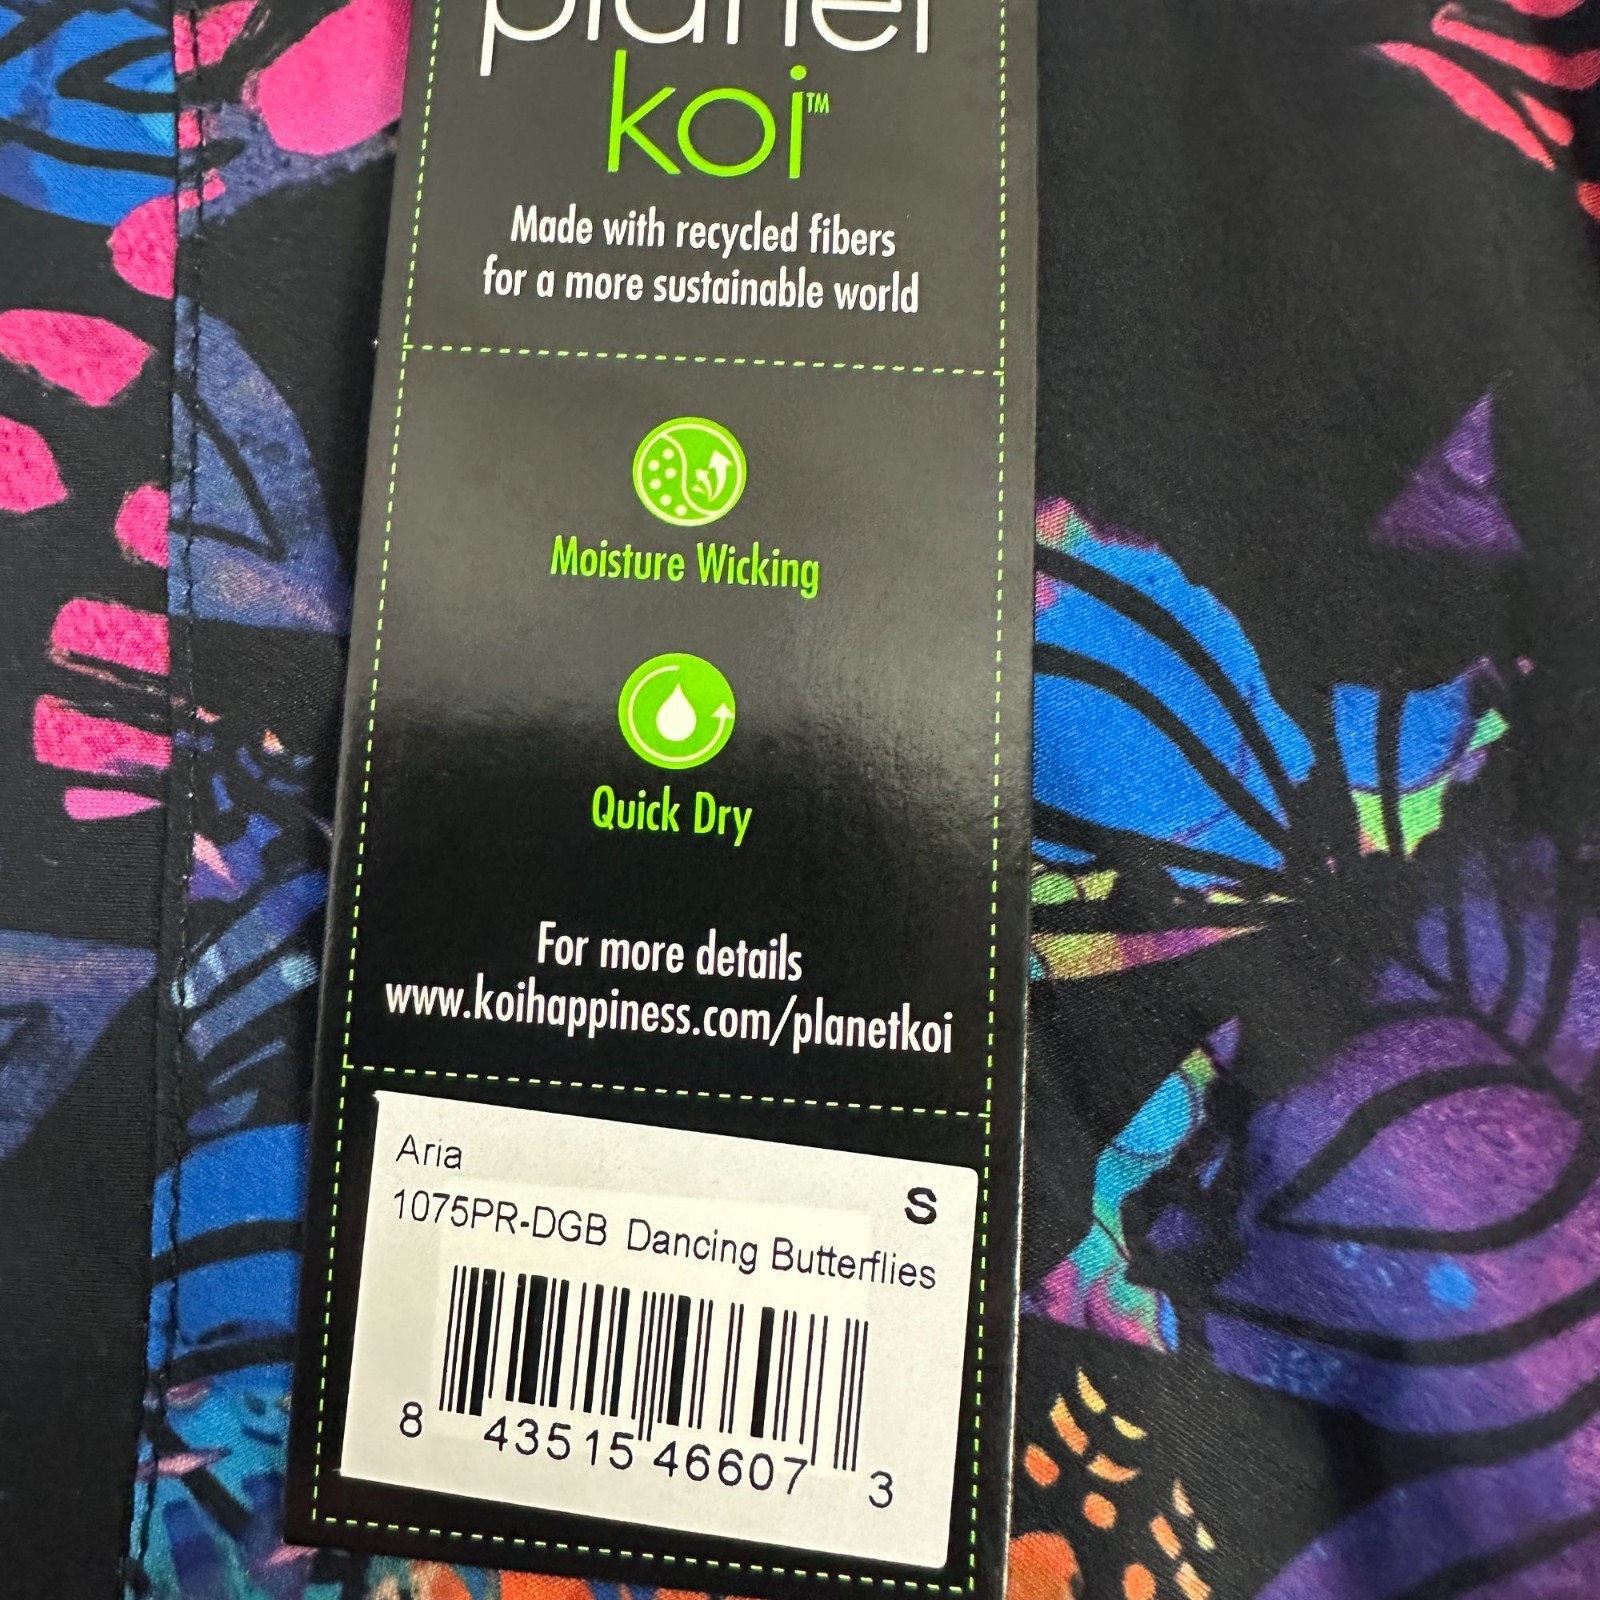 planet
koi™
Made with recycled fibers
for a more sustainable world
Moisture Wicking
Quick Dry
For more details
www.koihappiness.com/planetkoi
Aria
S
1075PR-DGB Dancing Butterflies
8 43515 46607 3